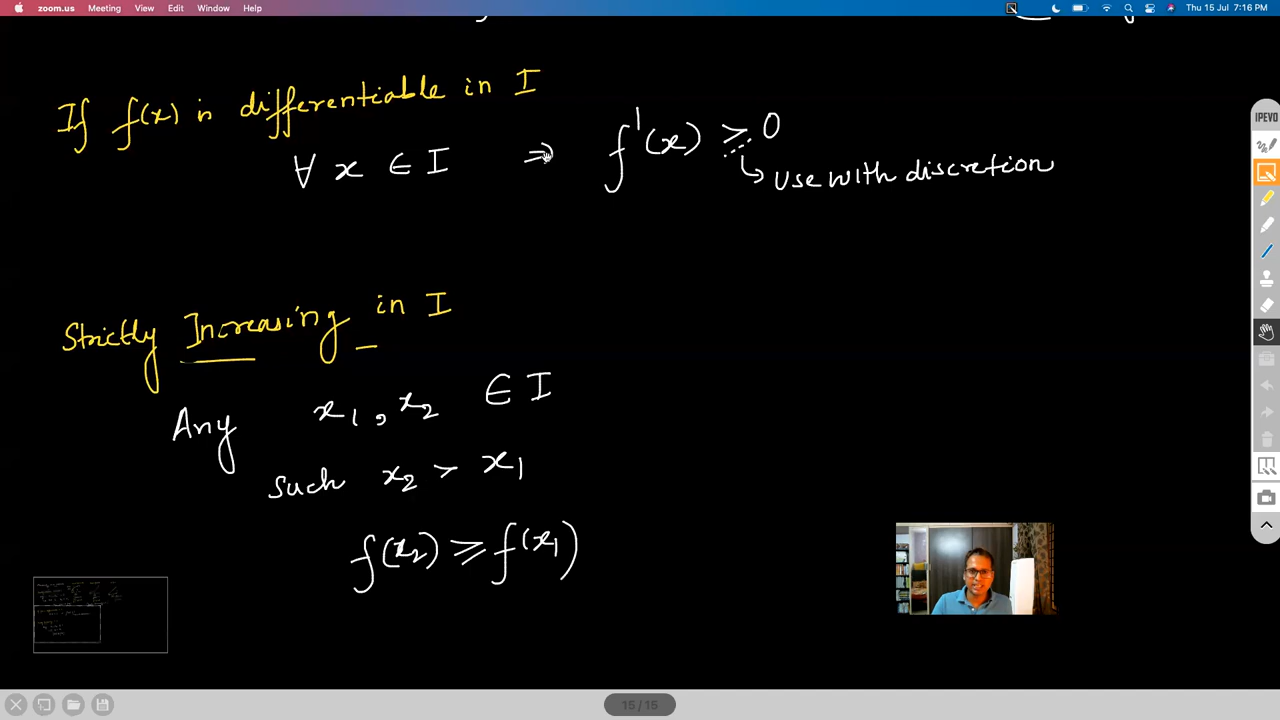 zoom.us Meeting View Edit Window Help Thu 15 Jul 7:16 PM
If f(x) is differentiable in I
∀ x ∈ I ⇒ f'(x) ≥ 0
↳ use with discretion
IPEVO
Strictly Increasing in I
Any x₁, x₂ ∈ I
such x₂ > x₁
f(x₂) ≥ f(x₁)
15 / 15